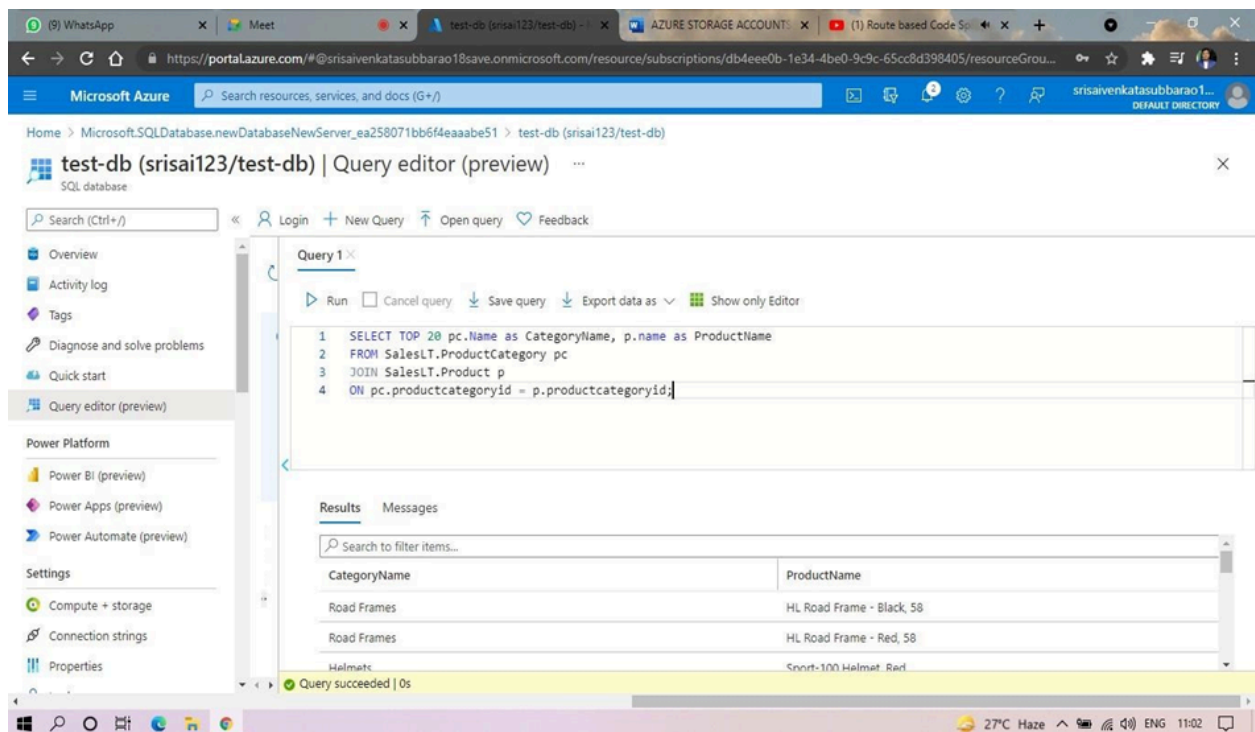 (9) WhatsApp
Meet
test-db (srisai123/test-db) -
AZURE STORAGE ACCOUNTS
(1) Route based Code Sp
https://portal.azure.com/#@srisaivenkatasubbarao18save.onmicrosoft.com/resource/subscriptions/db4eee0b-1e34-4be0-9c9c-65cc8d398405/resourceGrou...
Microsoft Azure
Search resources, services, and docs (G+/)
2
srisaivenkatasubbarao1...
DEFAULT DIRECTORY
Home > Microsoft.SQLDatabase.newDatabaseNewServer_ea258071bb6f4eaaabe51 > test-db (srisai123/test-db)
test-db (srisai123/test-db) | Query editor (preview) ...
SQL database
Search (Ctrl+/)
«
Login
New Query
Open query
Feedback
Overview
Activity log
Tags
Diagnose and solve problems
Quick start
Query editor (preview)
Power Platform
Power BI (preview)
Power Apps (preview)
Power Automate (preview)
Settings
Compute + storage
Connection strings
Properties
Query 1
Run
Cancel query
Save query
Export data as
Show only Editor
1 SELECT TOP 20 pc.Name as CategoryName, p.name as ProductName
2 FROM SalesLT.ProductCategory pc
3 JOIN SalesLT.Product p
4 ON pc.productcategoryid = p.productcategoryid;
Results
Messages
Search to filter items...
CategoryName ProductName
Road Frames HL Road Frame - Black, 58
Road Frames HL Road Frame - Red, 58
Helmets Sport-100 Helmet, Red
Query succeeded | 0s
27°C Haze
ENG
11:02